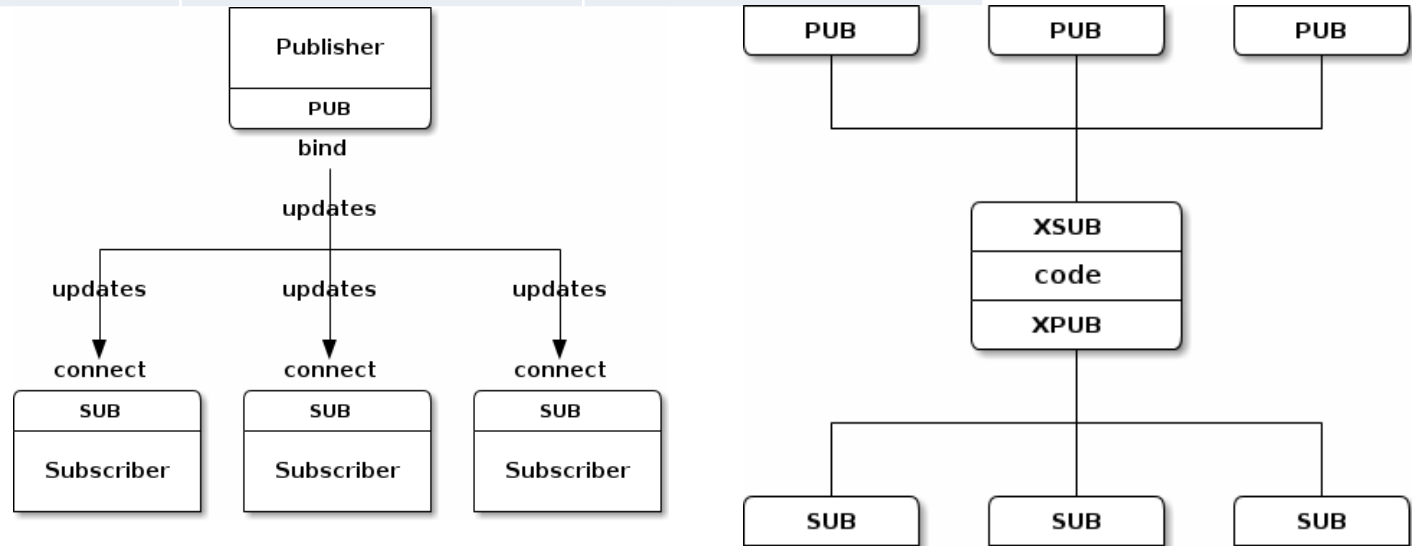 Publisher
PUB
bind
updates
updates updates updates
connect connect connect
SUB SUB SUB
Subscriber Subscriber Subscriber
PUB PUB PUB
XSUB
code
XPUB
SUB SUB SUB